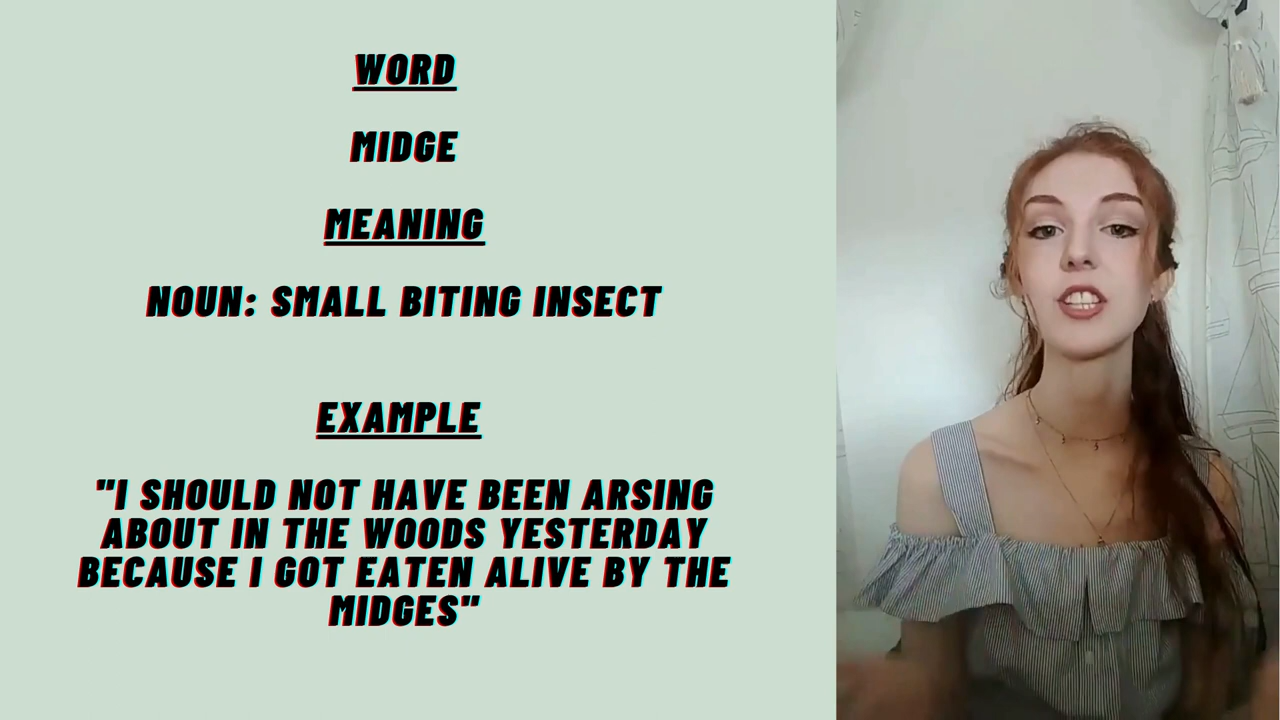 WORD
MIDGE
MEANING
NOUN: SMALL BITING INSECT
EXAMPLE
"I SHOULD NOT HAVE BEEN ARSING
ABOUT IN THE WOODS YESTERDAY
BECAUSE I GOT EATEN ALIVE BY THE
MIDGES"